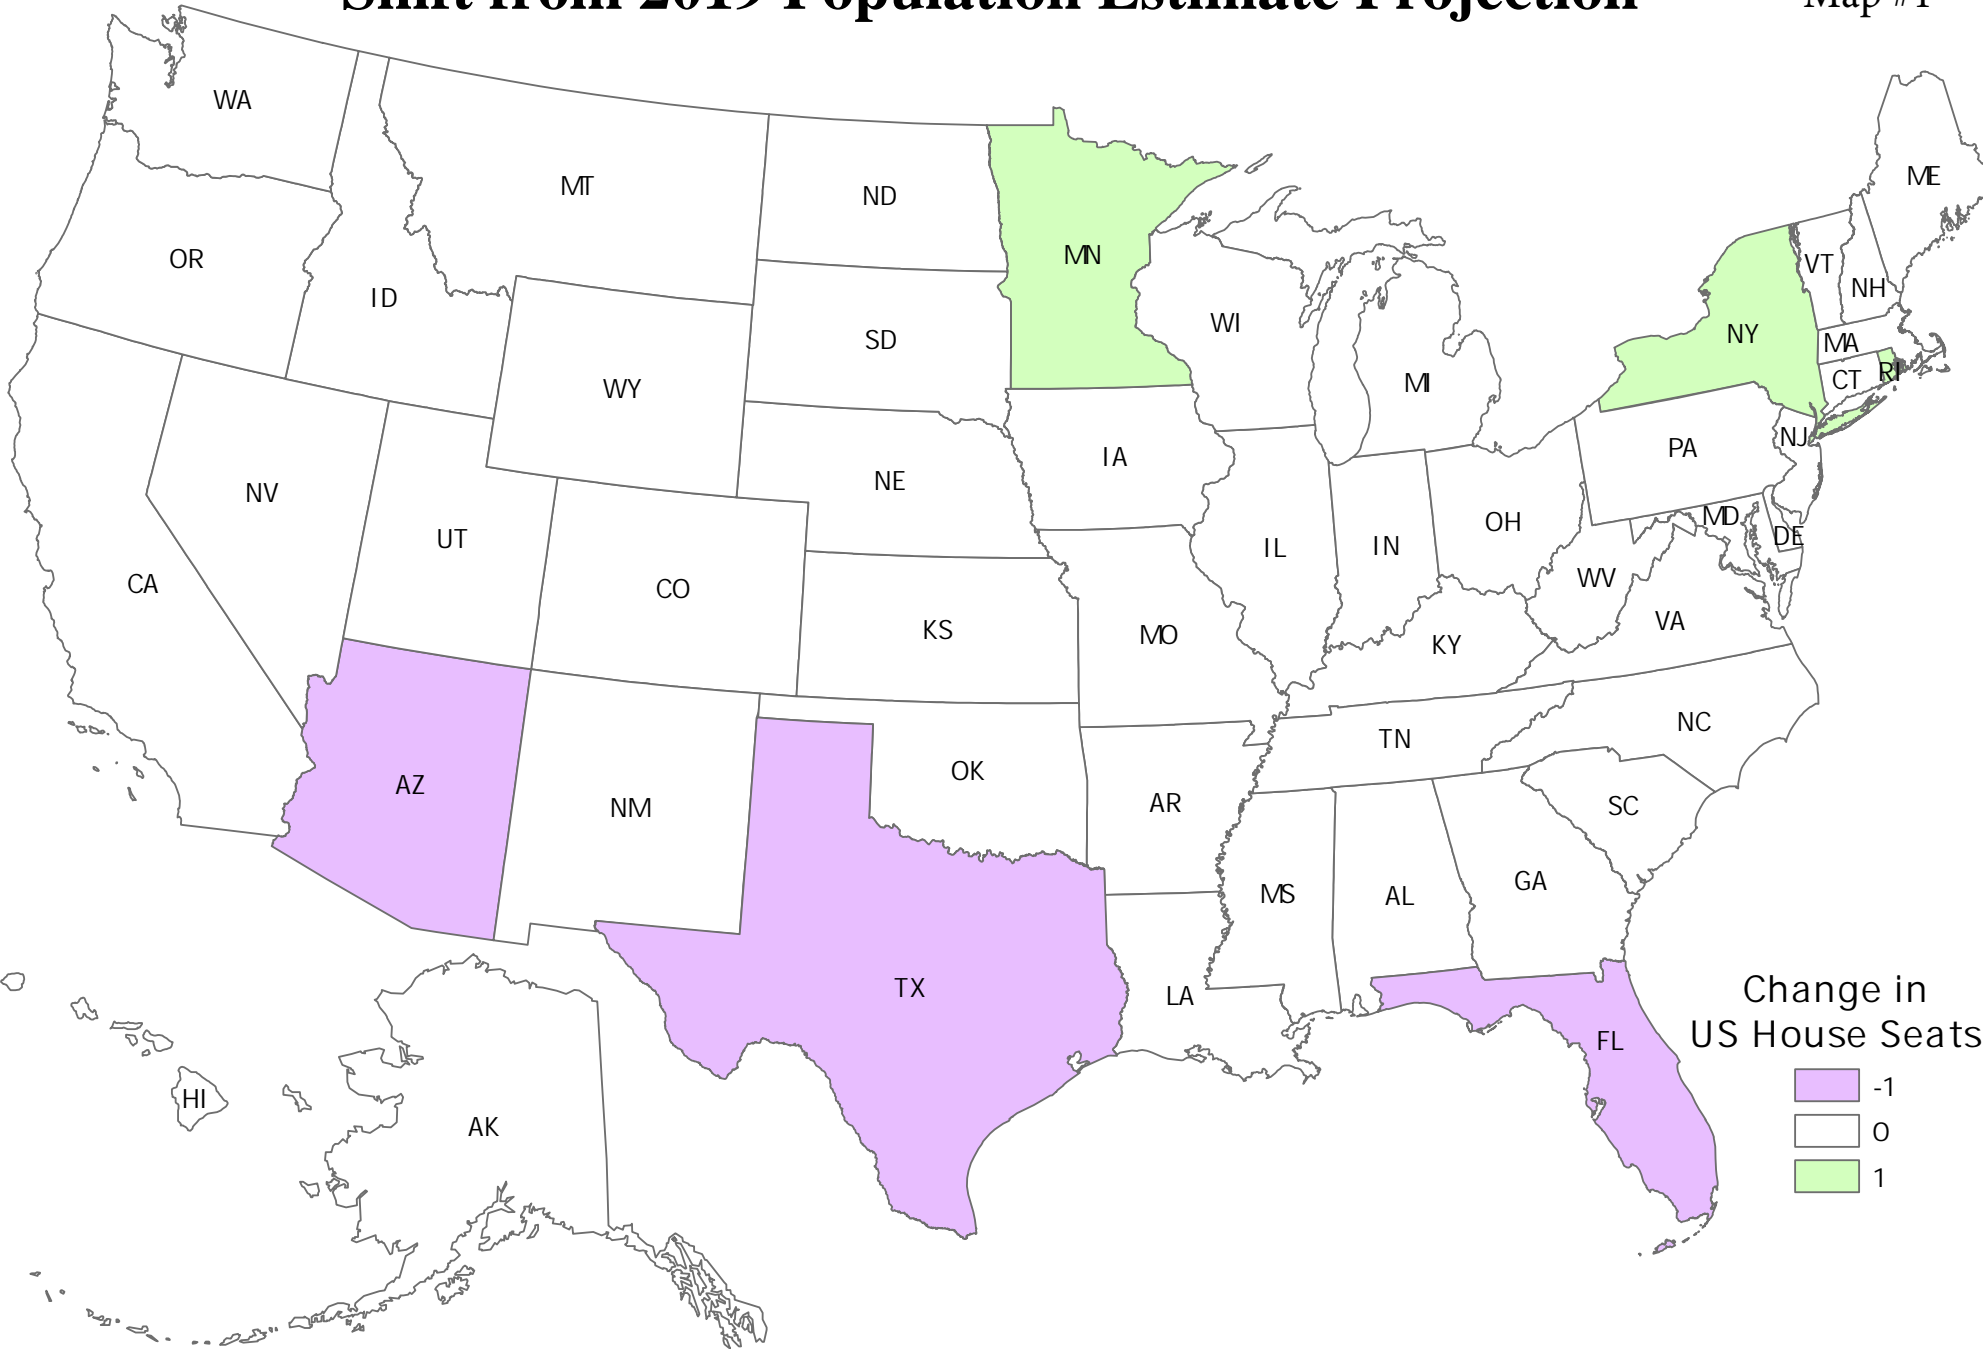 Shift from 2019 Population Estimate Projection
Map #1
WA
MT
ND
MN
ME
OR
ID
SD
WI
MI
NY
VT
NH
MA
CT
RI
WY
IA
NE
PA
NJ
NV
UT
CO
IL
IN
OH
MD
DE
CA
KS
MO
WV
VA
KY
NC
TN
AZ
NM
OK
AR
SC
MS
AL
GA
TX
LA
FL
HI
AK
Change in
US House Seats
-1
0
1